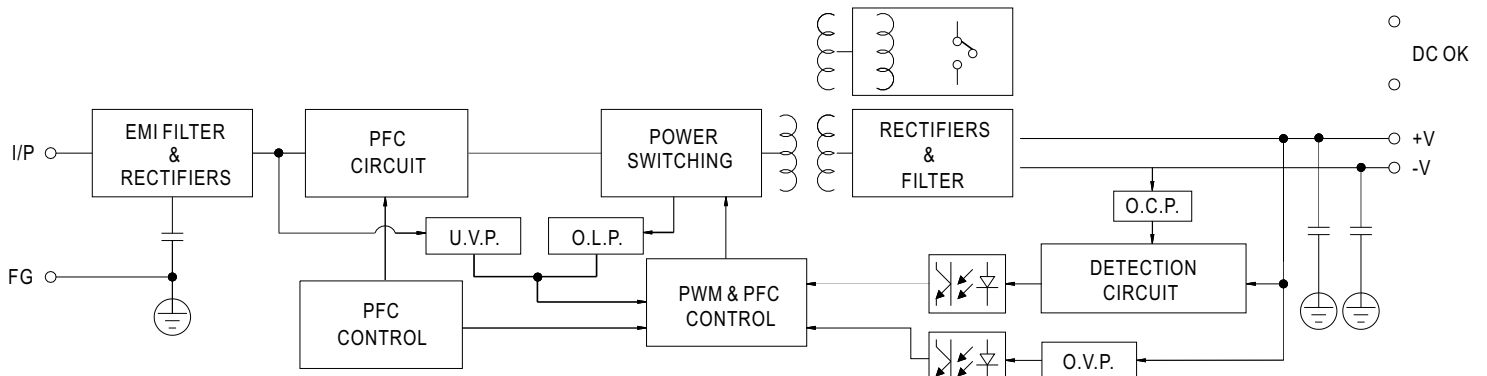 DC OK
EMI FILTER
&
RECTIFIERS
PFC
CIRCUIT
POWER
SWITCHING
RECTIFIERS
&
FILTER
I/P
+V
-V
O.C.P.
U.V.P.
O.L.P.
FG
DETECTION
CIRCUIT
PWM & PFC
CONTROL
PFC
CONTROL
O.V.P.